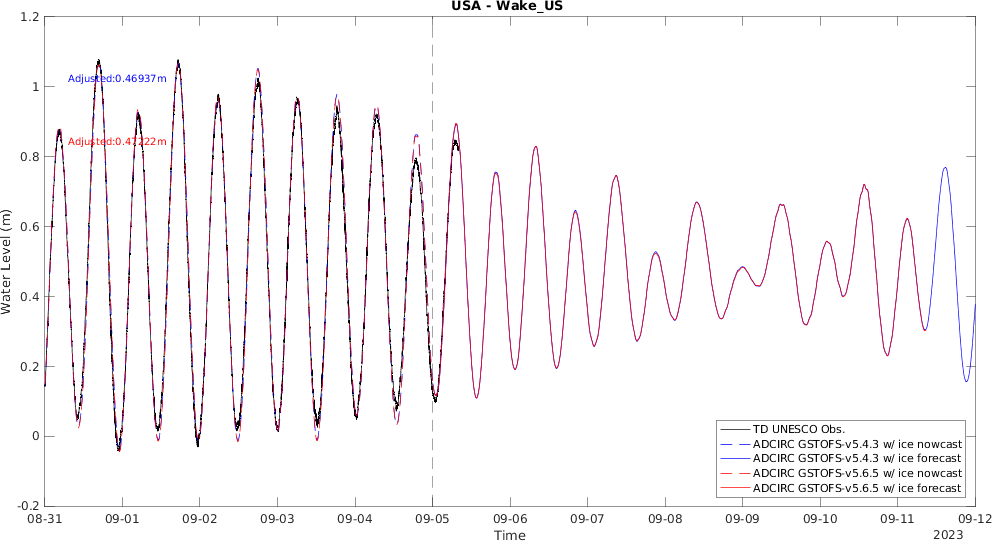 USA - Wake_US
1.2
1
0.8
0.6
0.4
0.2
0
-0.2
Water Level (m)
Adjusted:0.46937m
Adjusted:0.47222m
TD UNESCO Obs.
ADCIRC GSTOFS-v5.4.3 w/ ice nowcast
ADCIRC GSTOFS-v5.4.3 w/ ice forecast
ADCIRC GSTOFS-v5.6.5 w/ ice nowcast
ADCIRC GSTOFS-v5.6.5 w/ ice forecast
08-31 09-01 09-02 09-03 09-04 09-05 09-06 09-07 09-08 09-09 09-10 09-11 09-12
Time
2023